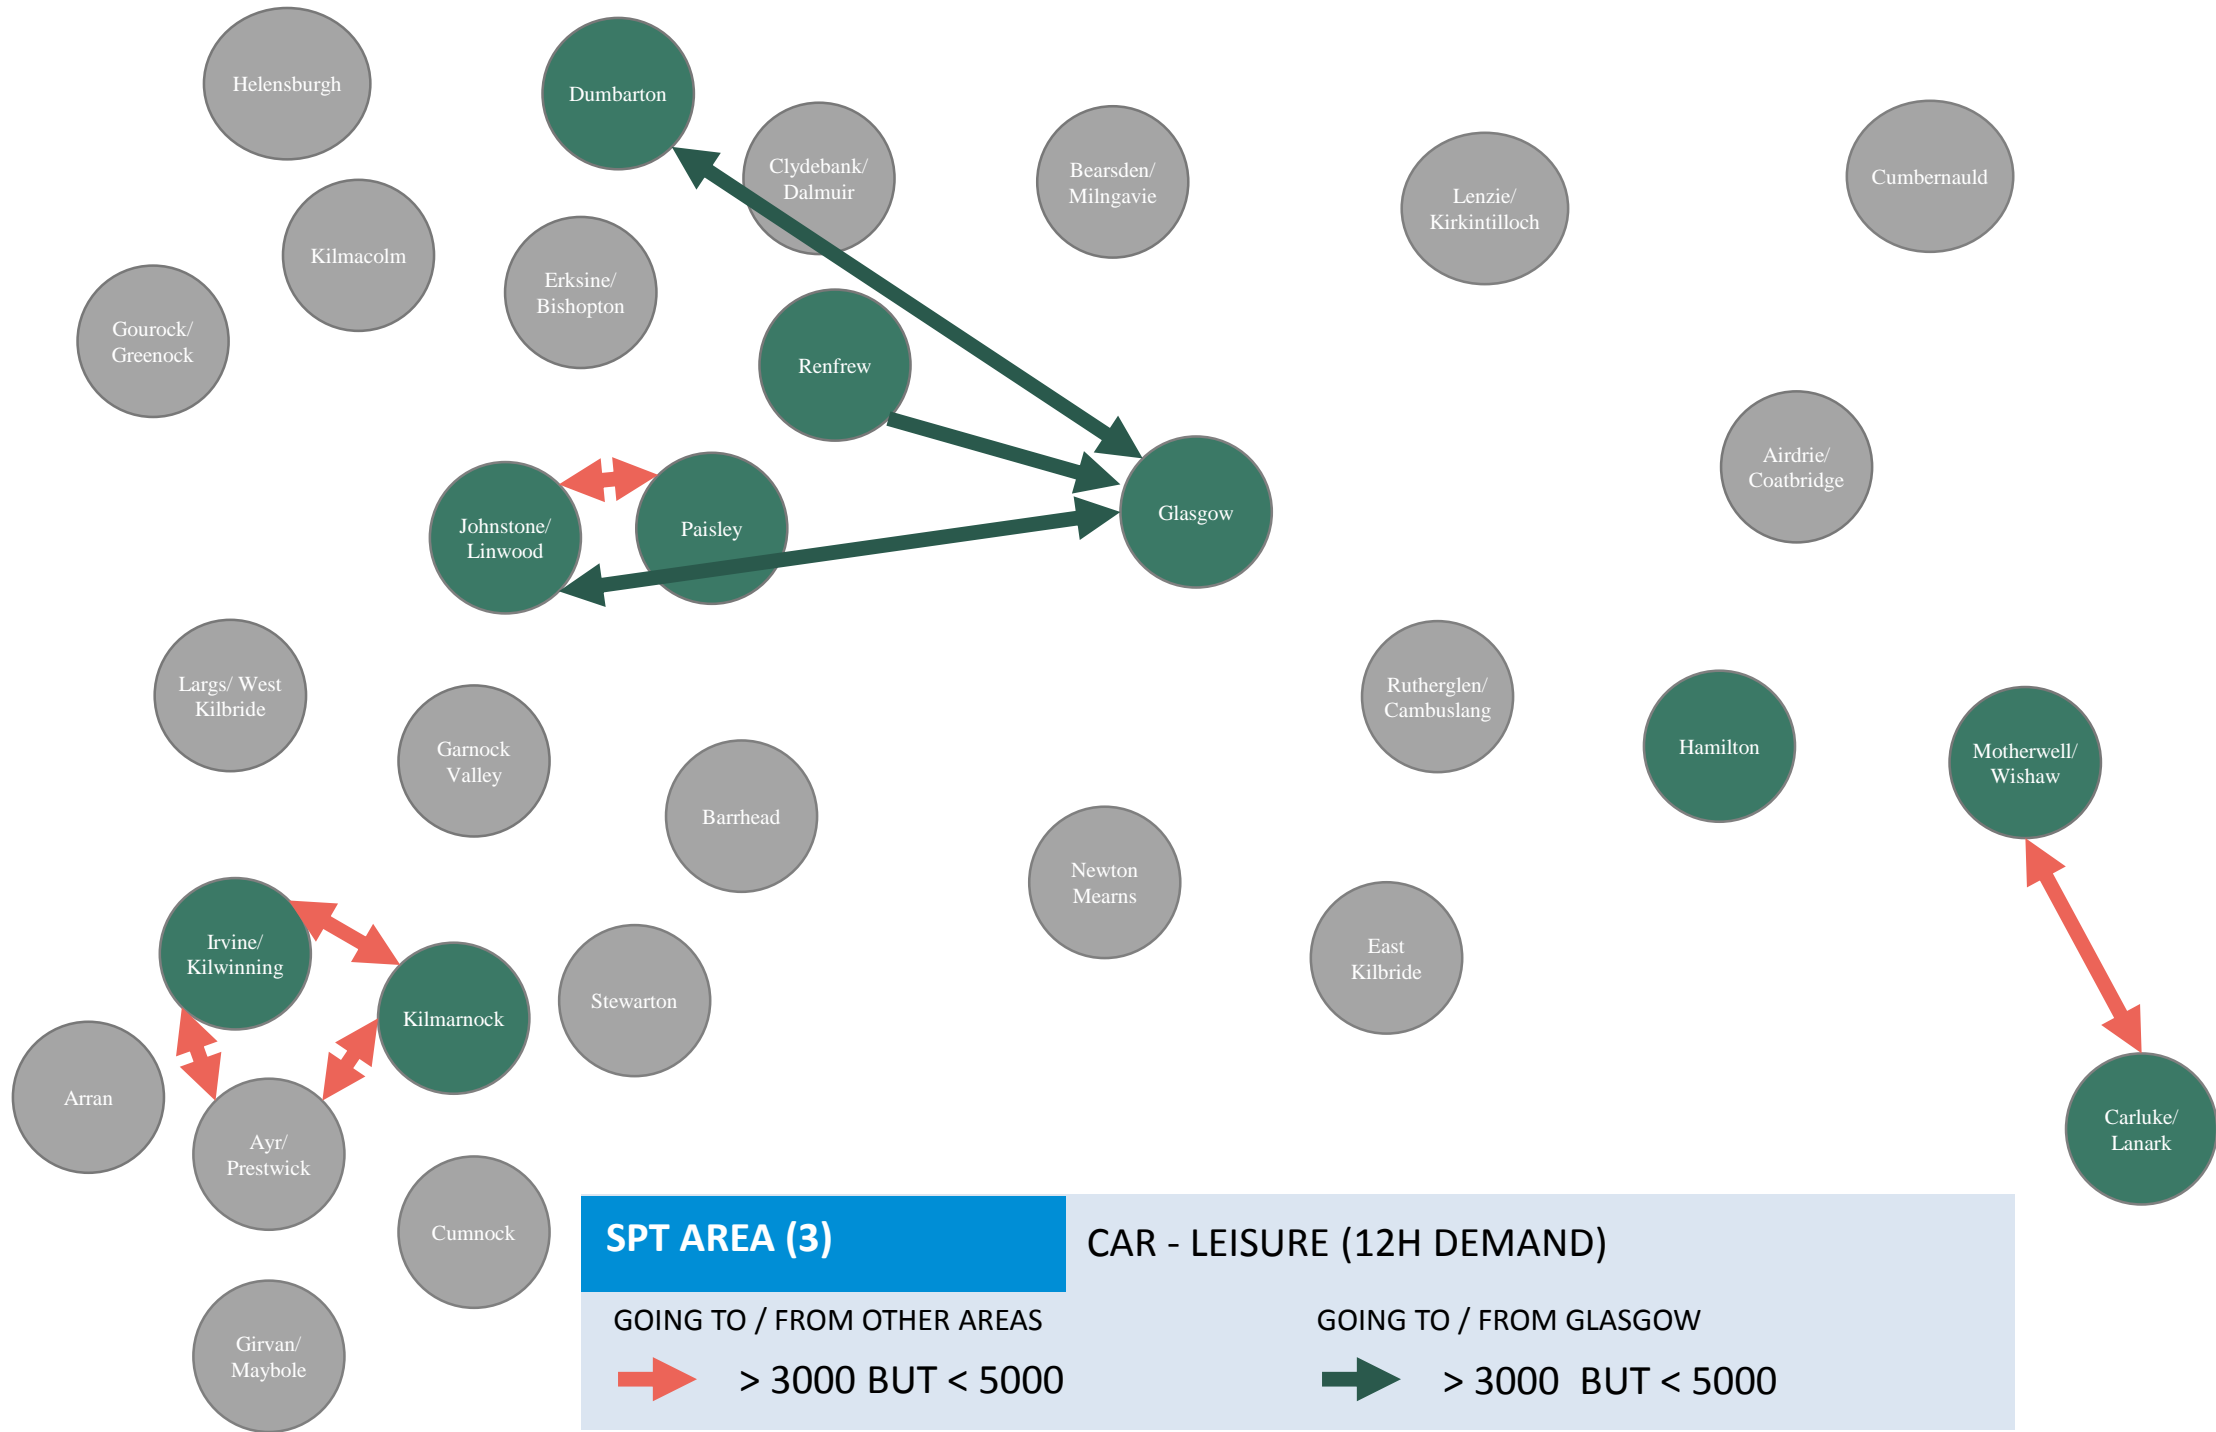 Helensburgh
Dumbarton
Clydebank/
Dalmuir
Bearsden/
Milngavie
Lenzie/
Kirkintilloch
Cumbernauld
Kilmacolm
Erksine/
Bishopton
Gourock/
Greenock
Renfrew
Airdrie/
Coatbridge
Johnstone/
Linwood
Paisley
Glasgow
Largs/ West
Kilbride
Garnock
Valley
Barrhead
Rutherglen/
Cambuslang
Hamilton
Motherwell/
Wishaw
Newton
Mearns
East
Kilbride
Irvine/
Kilwinning
Kilmarnock
Stewarton
Arran
Ayr/
Prestwick
Cumnock
Carluke/
Lanark
Girvan/
Maybole
SPT AREA (3)
CAR - LEISURE (12H DEMAND)
GOING TO / FROM OTHER AREAS
GOING TO / FROM GLASGOW
> 3000 BUT < 5000
> 3000 BUT < 5000